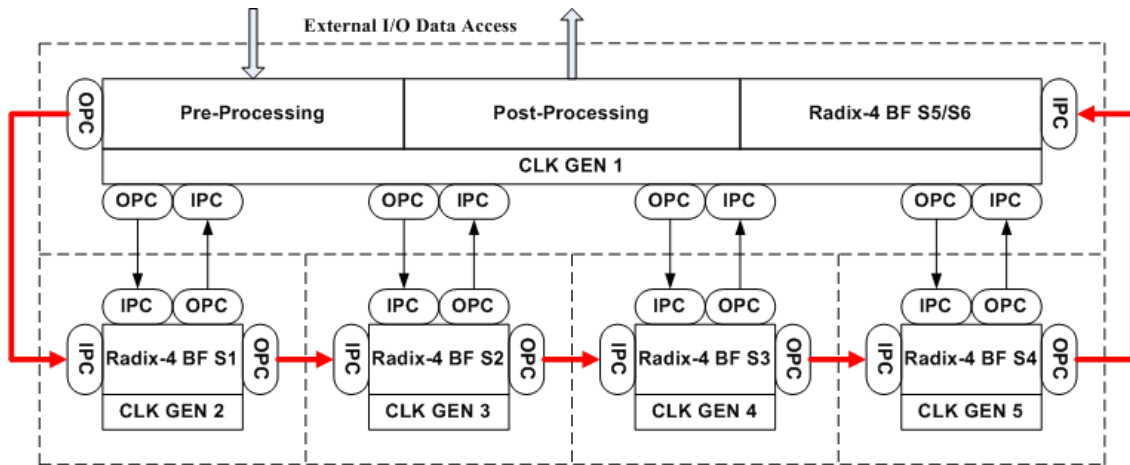 External I/O Data Access
OPC
Pre-Processing
Post-Processing
Radix-4 BF S5/S6
IPC
CLK GEN 1
OPC IPC OPC IPC OPC IPC OPC IPC
IPC OPC IPC OPC IPC OPC IPC OPC
IPC
Radix-4 BF S1
OPC
IPC
Radix-4 BF S2
OPC
IPC
Radix-4 BF S3
OPC
IPC
Radix-4 BF S4
OPC
CLK GEN 2
CLK GEN 3
CLK GEN 4
CLK GEN 5